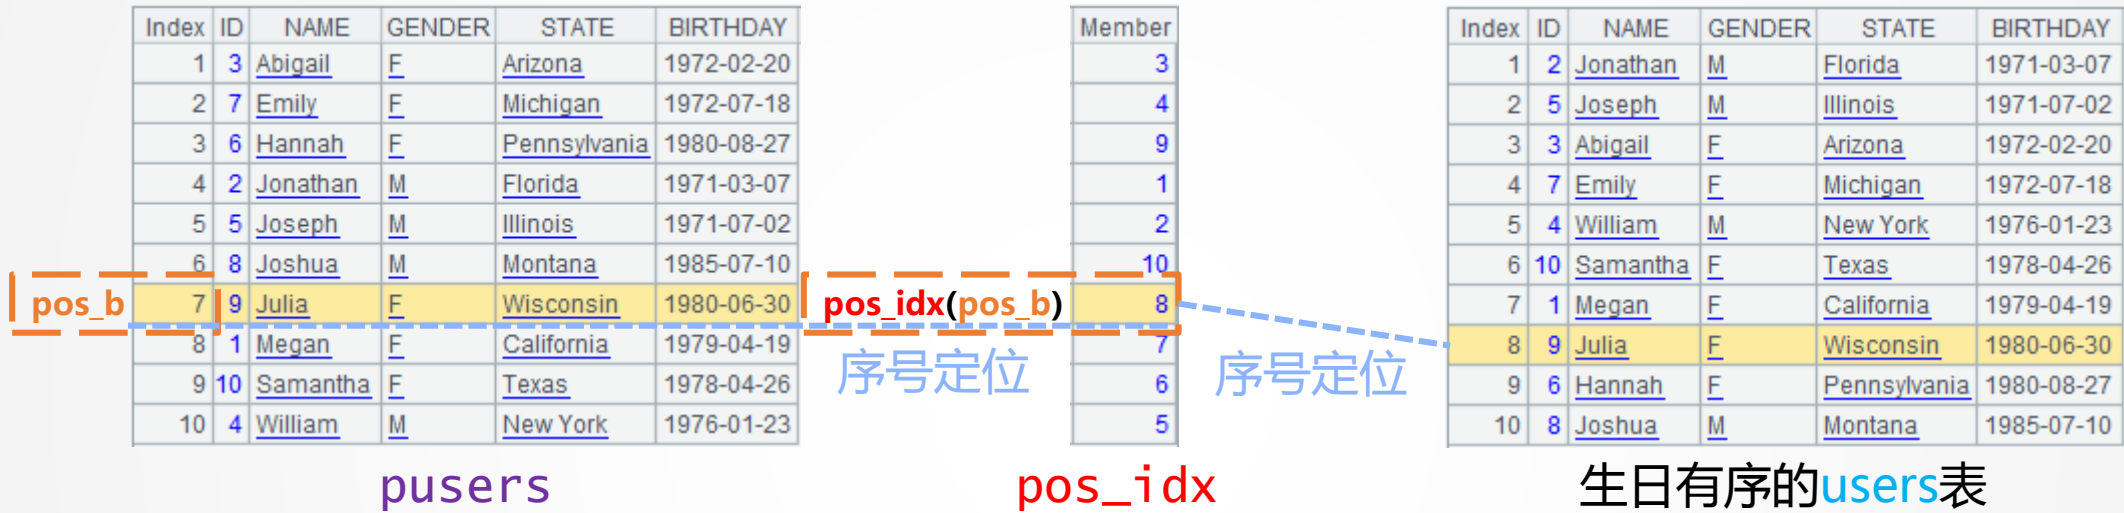 Index ID NAME GENDER STATE BIRTHDAY
1 3 Abigail F Arizona 1972-02-20
2 7 Emily F Michigan 1972-07-18
3 6 Hannah F Pennsylvania 1980-08-27
4 2 Jonathan M Florida 1971-03-07
5 5 Joseph M Illinois 1971-07-02
6 8 Joshua M Montana 1985-07-10
pos_b
7 9 Julia F Wisconsin 1980-06-30
8 1 Megan F California 1979-04-19
9 10 Samantha F Texas 1978-04-26
10 4 William M New York 1976-01-23
pusers
Member
3
4
9
1
2
10
pos_idx(pos_b) 8
7
6
5
序号定位
pos_idx
序号定位
Index ID NAME GENDER STATE BIRTHDAY
1 2 Jonathan M Florida 1971-03-07
2 5 Joseph M Illinois 1971-07-02
3 3 Abigail F Arizona 1972-02-20
4 7 Emily F Michigan 1972-07-18
5 4 William M New York 1976-01-23
6 10 Samantha F Texas 1978-04-26
7 1 Megan F California 1979-04-19
8 9 Julia F Wisconsin 1980-06-30
9 6 Hannah F Pennsylvania 1980-08-27
10 8 Joshua M Montana 1985-07-10
生日有序的users表